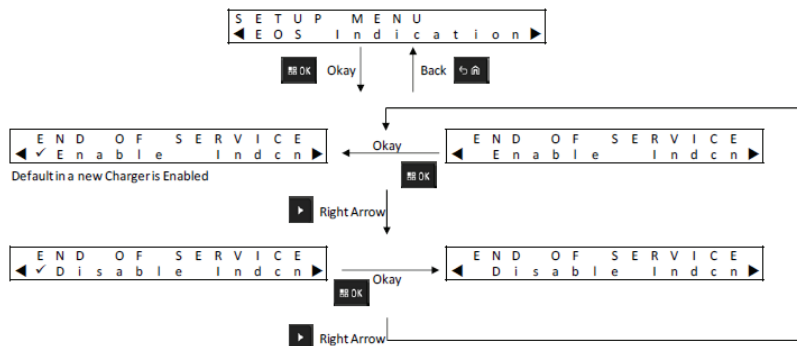 SETUP MENU
◀EOS Indication▶
OK Okay Back
Okay
END OF SERVICE END OF SERVICE
◀✓Enable Indcn▶ ◀ Enable Indcn▶
OK
Default in a new Charger is Enabled
Right Arrow
END OF SERVICE END OF SERVICE
◀✓Disable Indcn▶ ◀ Disable Indcn▶
Okay
OK
Right Arrow